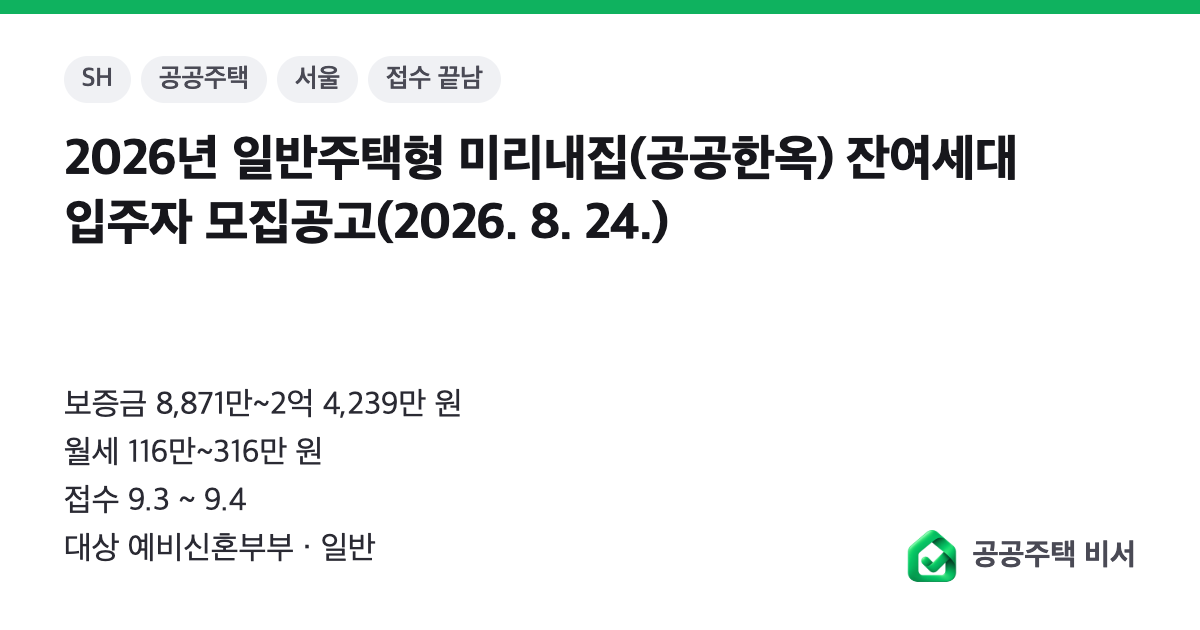 SH 공공주택 서울 접수 끝남
2026년 일반주택형 미리내집(공공한옥) 잔여세대
입주자 모집공고(2026. 8. 24.)
보증금 8,871만~2억 4,239만 원
월세 116만~316만 원
접수 9.3 ~ 9.4
대상 예비신혼부부 · 일반
공공주택 비서